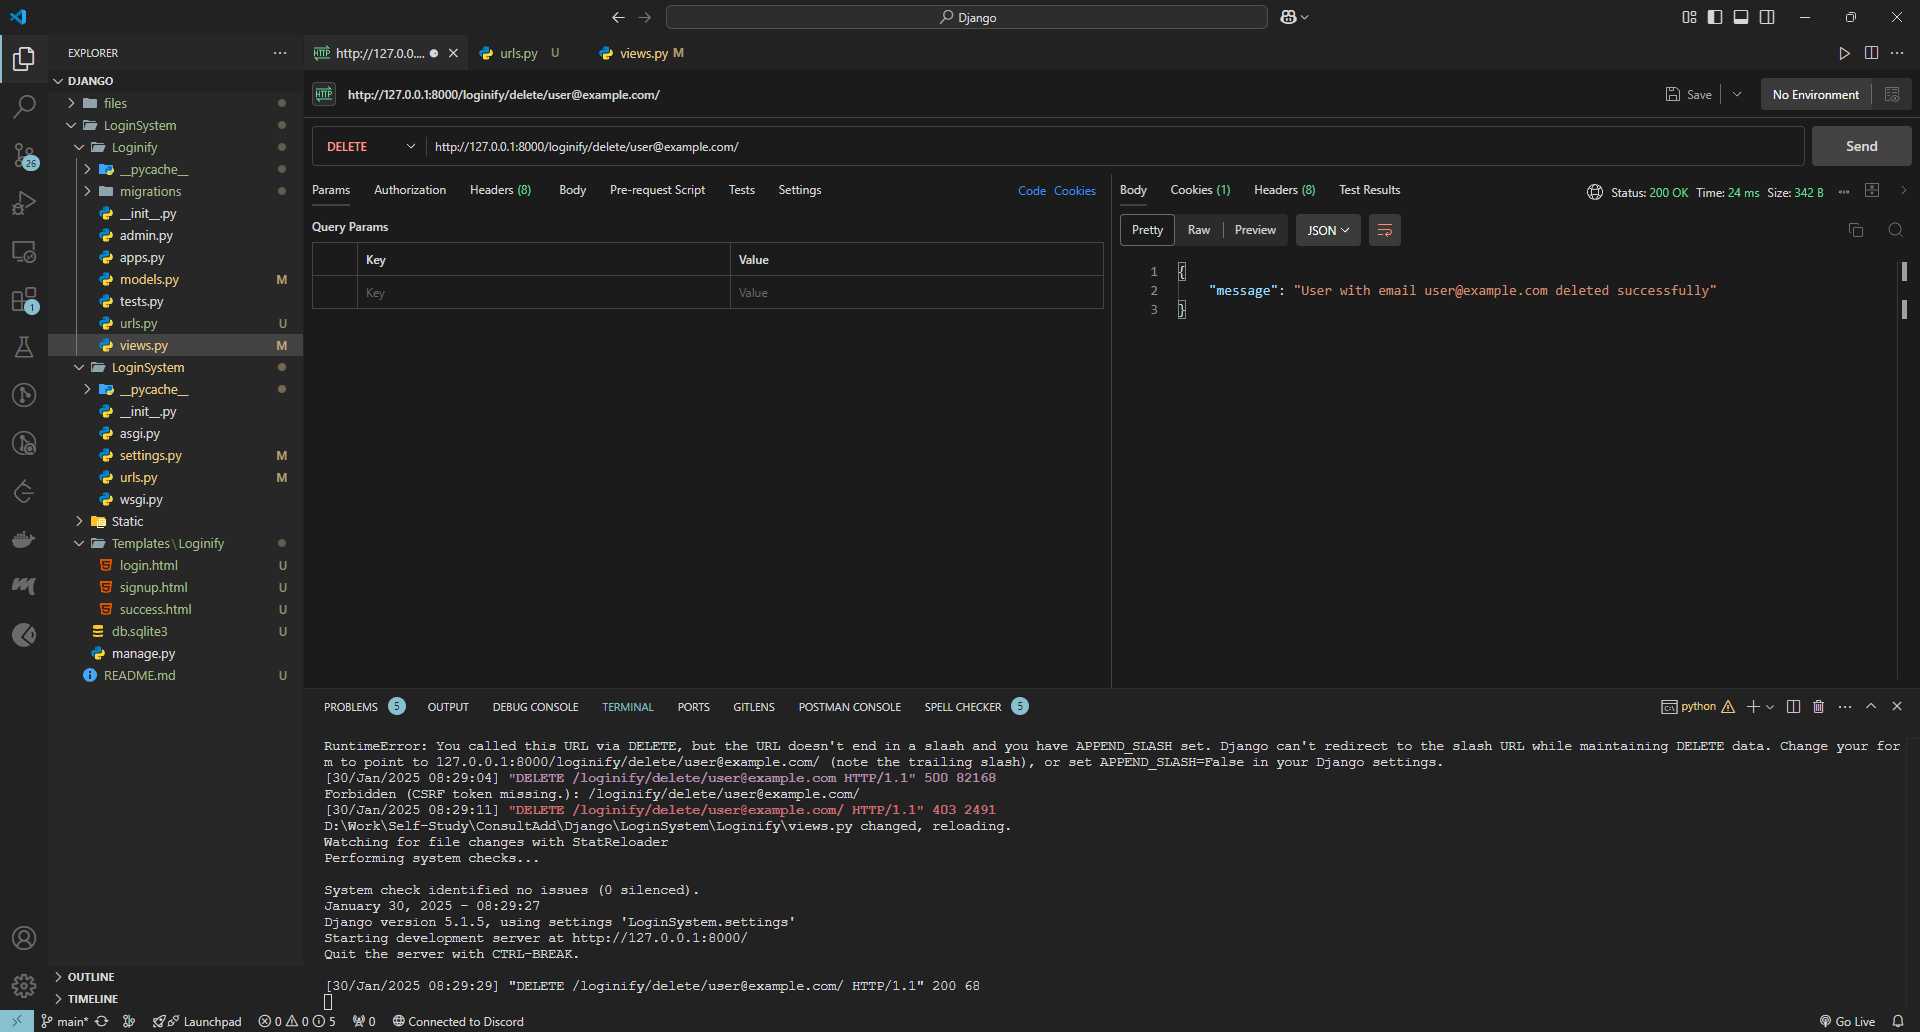 Django
EXPLORER
DJANGO
files
LoginSystem
Loginify
__pycache__
migrations
__init__.py
admin.py
apps.py
models.py M
tests.py
urls.py U
views.py M
LoginSystem
__pycache__
__init__.py
asgi.py
settings.py M
urls.py M
wsgi.py
Static
Templates\Loginify
login.html U
signup.html U
success.html U
db.sqlite3 U
manage.py
README.md U
OUTLINE
TIMELINE
26
1
HTTP http://127.0.0.... urls.py U views.py M
HTTP http://127.0.0.1:8000/loginify/delete/user@example.com/ Save No Environment
DELETE http://127.0.0.1:8000/loginify/delete/user@example.com/ Send
Params Authorization Headers (8) Body Pre-request Script Tests Settings Code Cookies
Query Params
Key Value
Key Value
Body Cookies (1) Headers (8) Test Results Status: 200 OK Time: 24 ms Size: 342 B
Pretty Raw Preview JSON
1 {
2 "message": "User with email user@example.com deleted successfully"
3 }
PROBLEMS 5 OUTPUT DEBUG CONSOLE TERMINAL PORTS GITLENS POSTMAN CONSOLE SPELL CHECKER 5 python
RuntimeError: You called this URL via DELETE, but the URL doesn't end in a slash and you have APPEND_SLASH set. Django can't redirect to the slash URL while maintaining DELETE data. Change your for
m to point to 127.0.0.1:8000/loginify/delete/user@example.com/ (note the trailing slash), or set APPEND_SLASH=False in your Django settings.
[30/Jan/2025 08:29:04] "DELETE /loginify/delete/user@example.com HTTP/1.1" 500 82168
Forbidden (CSRF token missing.): /loginify/delete/user@example.com/
[30/Jan/2025 08:29:11] "DELETE /loginify/delete/user@example.com/ HTTP/1.1" 403 2491
D:\Work\Self-Study\ConsultAdd\Django\LoginSystem\Loginify\views.py changed, reloading.
Watching for file changes with StatReloader
Performing system checks...
System check identified no issues (0 silenced).
January 30, 2025 - 08:29:27
Django version 5.1.5, using settings 'LoginSystem.settings'
Starting development server at http://127.0.0.1:8000/
Quit the server with CTRL-BREAK.
[30/Jan/2025 08:29:29] "DELETE /loginify/delete/user@example.com/ HTTP/1.1" 200 68
main* Launchpad 0 0 5 0 Connected to Discord Go Live